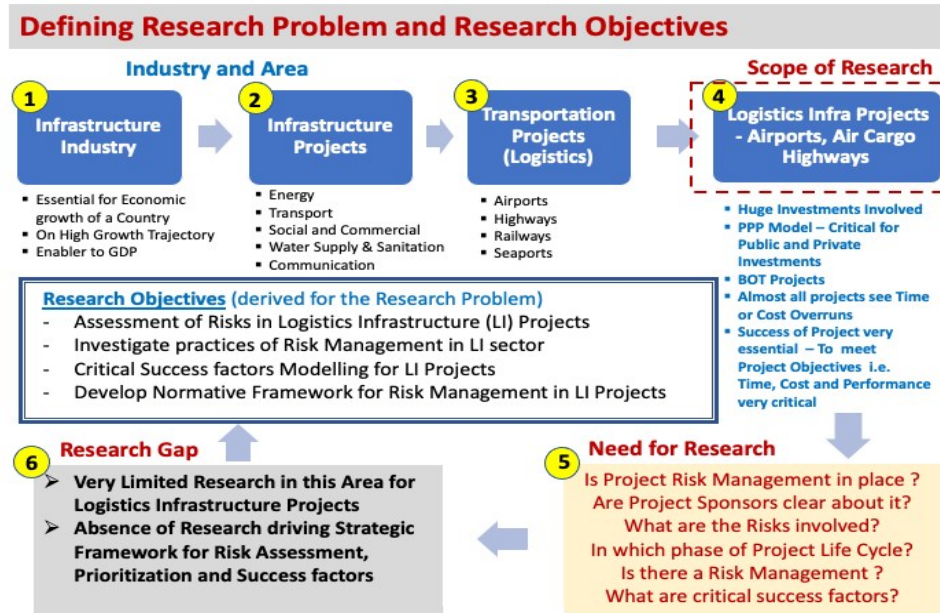 Defining Research Problem and Research Objectives
Industry and Area
Scope of Research
1
Infrastructure
Industry
2
Infrastructure
Projects
3
Transportation
Projects
(Logistics)
4
Logistics Infra Projects
- Airports, Air Cargo
Highways
▪ Essential for Economic
growth of a Country
▪ On High Growth Trajectory
▪ Enabler to GDP
▪ Energy
▪ Transport
▪ Social and Commercial
▪ Water Supply & Sanitation
▪ Communication
▪ Airports
▪ Highways
▪ Railways
▪ Seaports
▪ Huge Investments Involved
▪ PPP Model – Critical for
Public and Private
Investments
▪ BOT Projects
▪ Almost all projects see Time
or Cost Overruns
▪ Success of Project very
essential – To meet
Project Objectives i.e.
Time, Cost and Performance
very critical
Research Objectives (derived for the Research Problem)
- Assessment of Risks in Logistics Infrastructure (LI) Projects
- Investigate practices of Risk Management in LI sector
- Critical Success factors Modelling for LI Projects
- Develop Normative Framework for Risk Management in LI Projects
Need for Research
5
Is Project Risk Management in place ?
Are Project Sponsors clear about it?
What are the Risks involved?
In which phase of Project Life Cycle?
Is there a Risk Management ?
What are critical success factors?
Research Gap
6
➢ Very Limited Research in this Area for
Logistics Infrastructure Projects
➢ Absence of Research driving Strategic
Framework for Risk Assessment,
Prioritization and Success factors